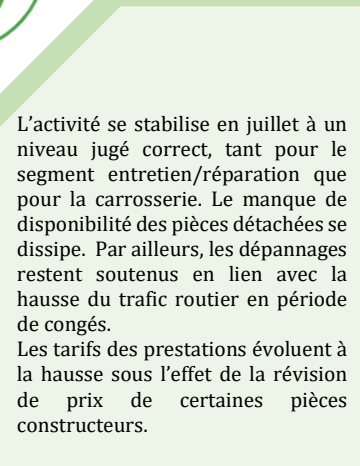 L’activité se stabilise en juillet à un
niveau jugé correct, tant pour le
segment entretien/réparation que
pour la carrosserie. Le manque de
disponibilité des pièces détachées se
dissipe. Par ailleurs, les dépannages
restent soutenus en lien avec la
hausse du trafic routier en période
de congés.
Les tarifs des prestations évoluent à
la hausse sous l’effet de la révision
de prix de certaines pièces
constructeurs.